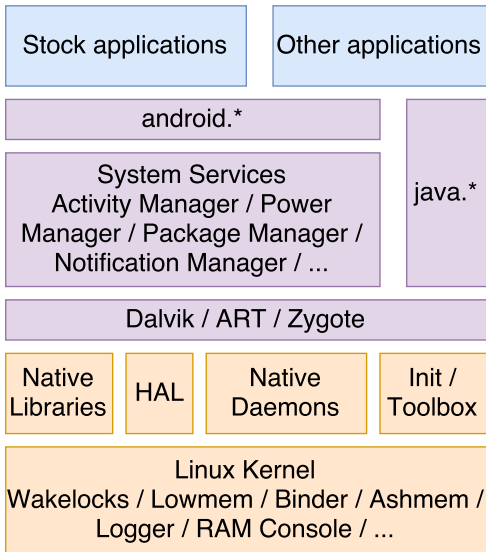 Stock applications
Other applications
android.*
java.*
System Services
Activity Manager / Power
Manager / Package Manager /
Notification Manager / ...
Dalvik / ART / Zygote
Native
Libraries
HAL
Native
Daemons
Init /
Toolbox
Linux Kernel
Wakelocks / Lowmem / Binder / Ashmem /
Logger / RAM Console / ...